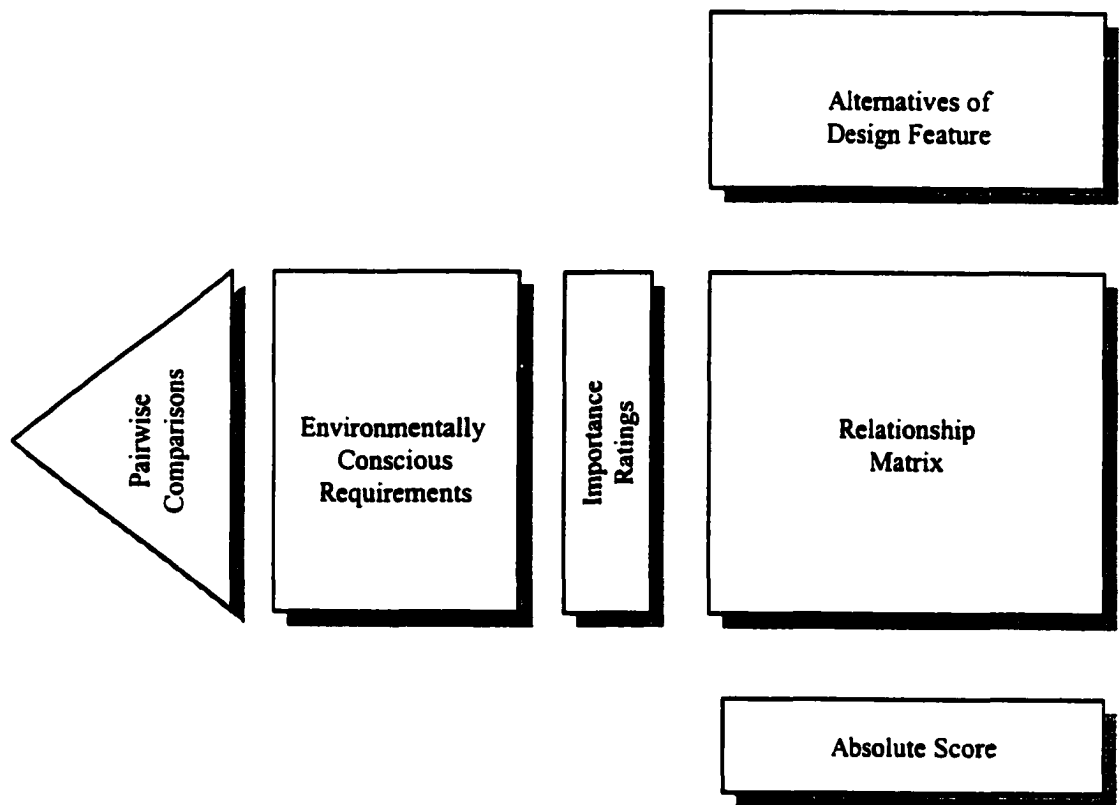 Alternatives of
Design Feature
Pairwise
Comparisons
Environmentally
Conscious
Requirements
Importance
Ratings
Relationship
Matrix
Absolute Score